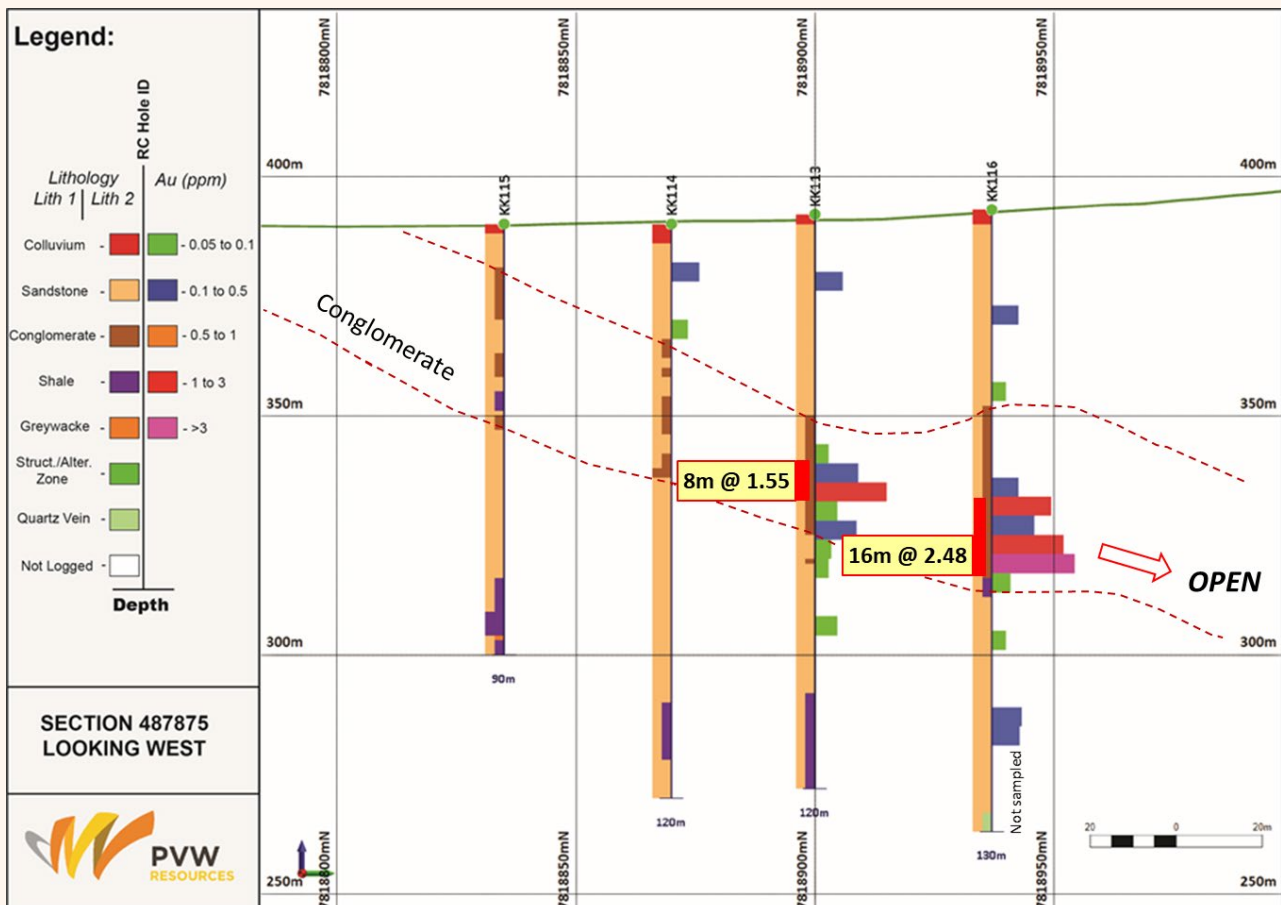 Legend:
RC Hole ID
Lithology
Lith 1 | Lith 2
Au (ppm)
Colluvium -
- 0.05 to 0.1
Sandstone -
- 0.1 to 0.5
Conglomerate -
- 0.5 to 1
Shale -
- 1 to 3
Greywacke -
- >3
Struct./Alter.
Zone
-
Quartz Vein -
Not Logged -
Depth
SECTION 487875
LOOKING WEST
PVW
RESOURCES
7818800mN
7818850mN
7818900mN
7818950mN
400m
400m
KK115
KK114
KK113
KK116
Conglomerate
350m
350m
8m @ 1.55
16m @ 2.48
OPEN
300m
300m
90m
120m
120m
Not sampled
130m
20
0
20m
7818800mN
7818850mN
7818900mN
7818950mN
250m
250m